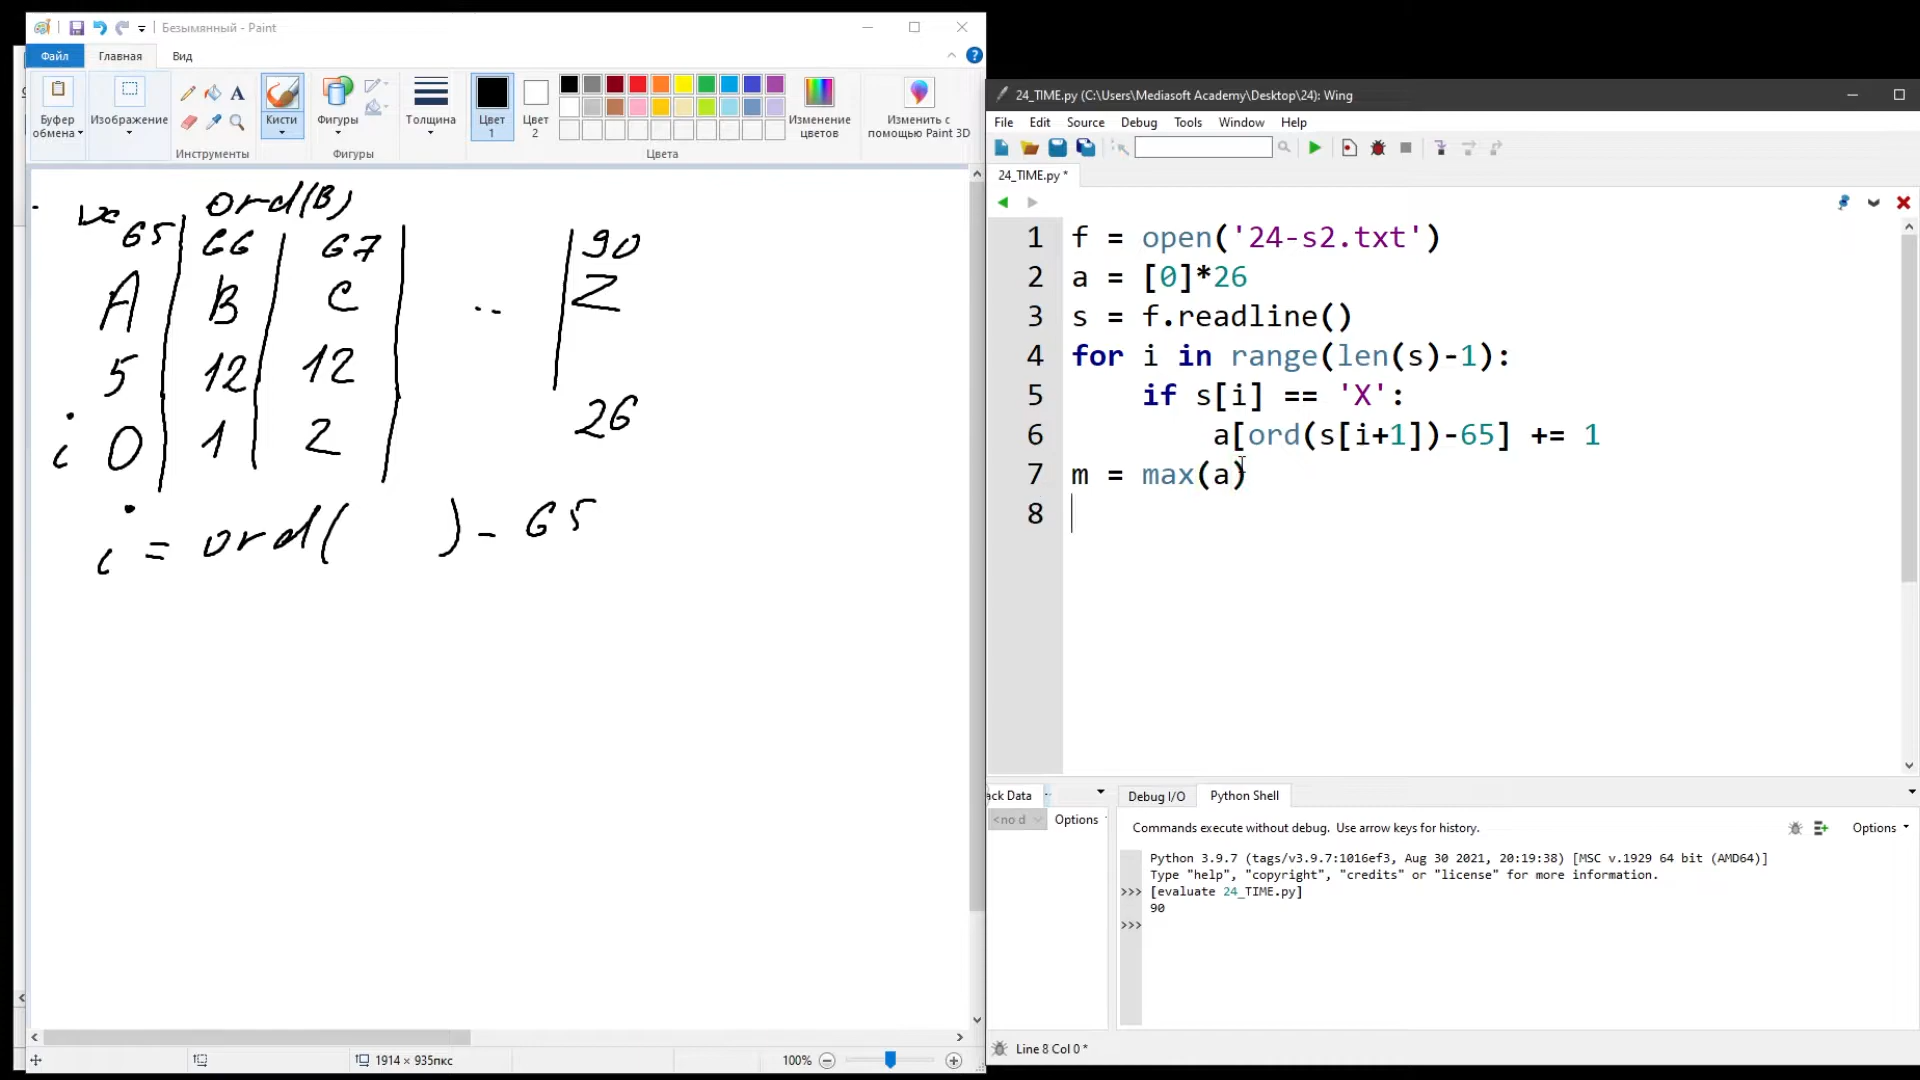 Безымянный - Paint
Файл
Главная
Вид
Буфер обмена
Изображение
Инструменты
Кисти
Фигуры
Фигуры
Толщина
Цвет 1
Цвет 2
Цвета
Изменение цветов
Изменить с помощью Paint 3D
ord(B)
65 66 67 90
A B C .. Z
5 12 12
i 0 1 2 26
i = ord( ) - 65
1914 × 935пкс
100%
24_TIME.py (C:\Users\Mediasoft Academy\Desktop\24): Wing
File Edit Source Debug Tools Window Help
24_TIME.py *
1 f = open('24-s2.txt')
2 a = [0]*26
3 s = f.readline()
4 for i in range(len(s)-1):
5 if s[i] == 'X':
6 a[ord(s[i+1])-65] += 1
7 m = max(a)
8
ack Data
Debug I/O
Python Shell
<no d
Options
Commands execute without debug. Use arrow keys for history.
Options
Python 3.9.7 (tags/v3.9.7:1016ef3, Aug 30 2021, 20:19:38) [MSC v.1929 64 bit (AMD64)]
Type "help", "copyright", "credits" or "license" for more information.
>>> [evaluate 24_TIME.py]
90
>>>
Line 8 Col 0 *